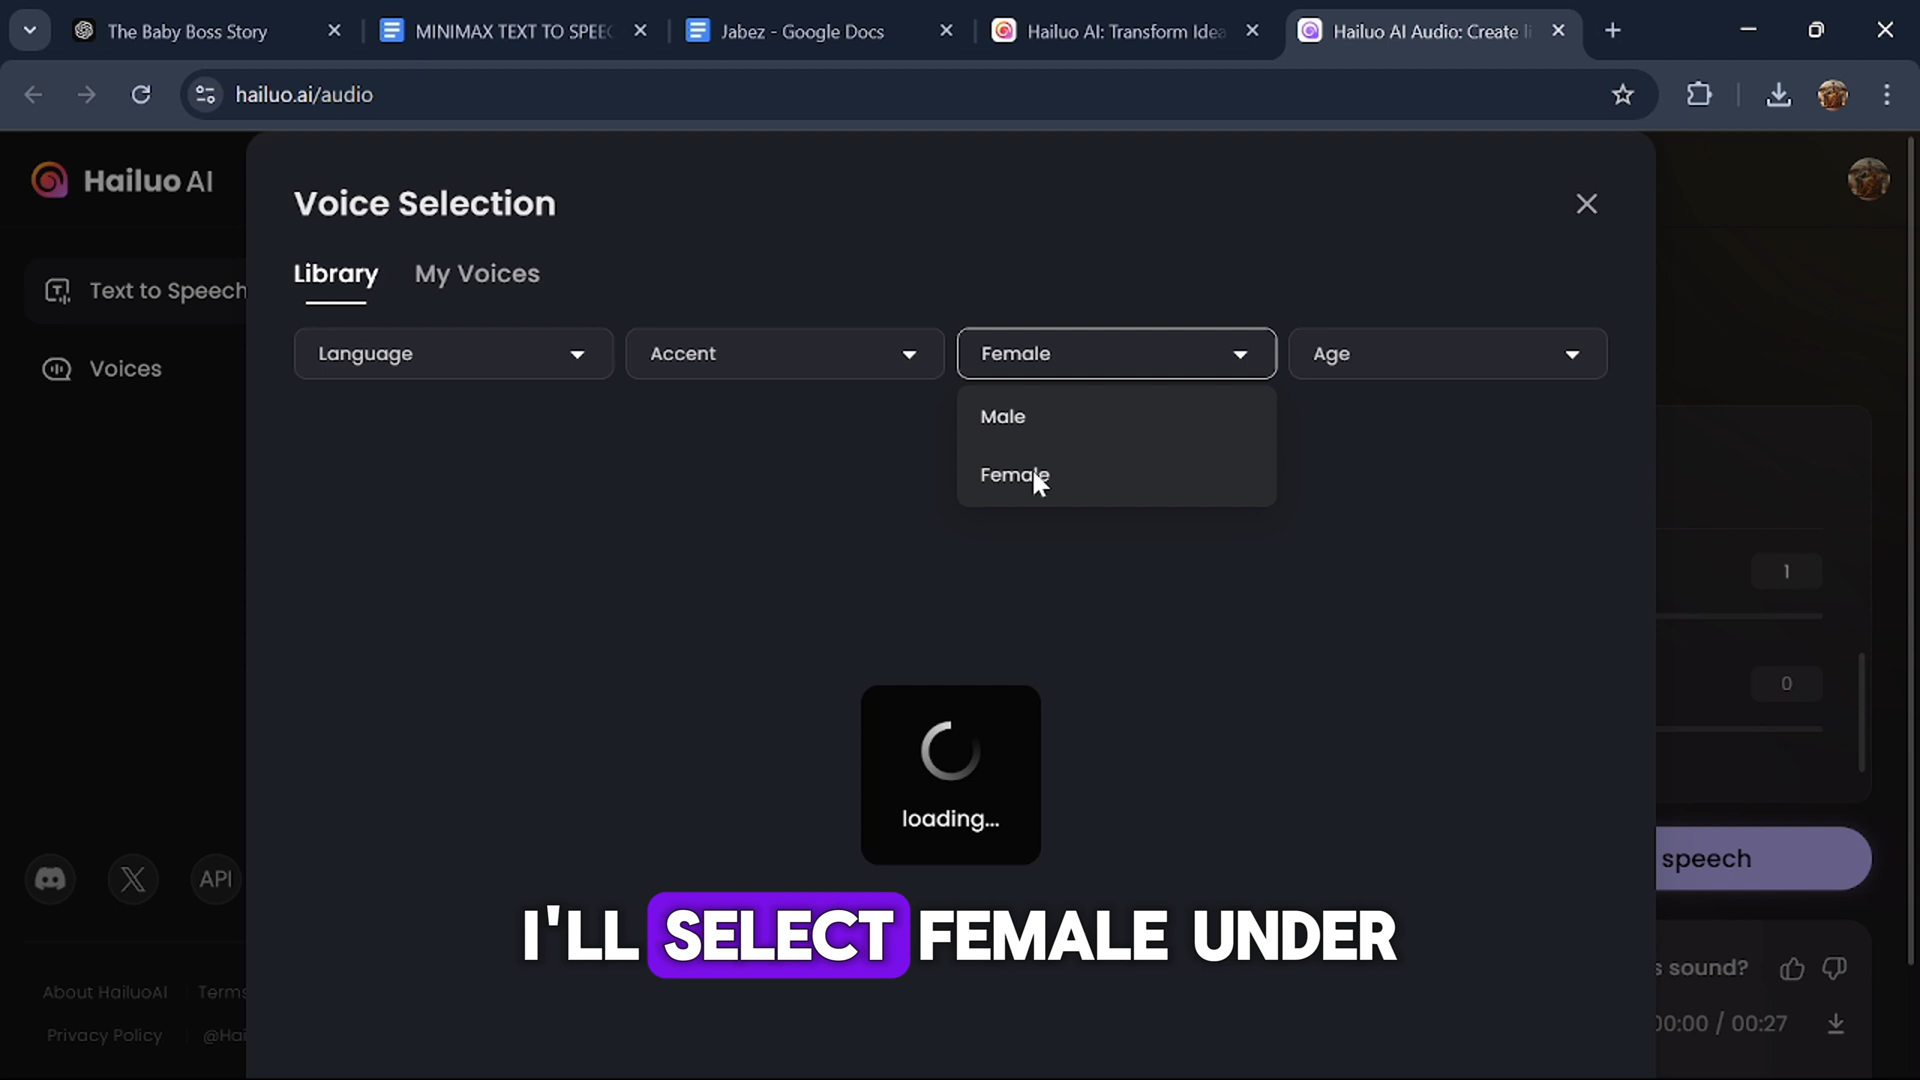 The Baby Boss Story
MINIMAX TEXT TO SPEEC
Jabez - Google Docs
Hailuo AI: Transform Idea
Hailuo AI Audio: Create li
hailuo.ai/audio
Hailuo AI
Voice Selection
Library
My Voices
Text to Speech
Voices
Language
Accent
Female
Age
Male
Female
1
0
loading...
speech
API
I'LL SELECT FEMALE UNDER
s sound?
About HailuoAI
Terms
00:00 / 00:27
Privacy Policy
@Hai